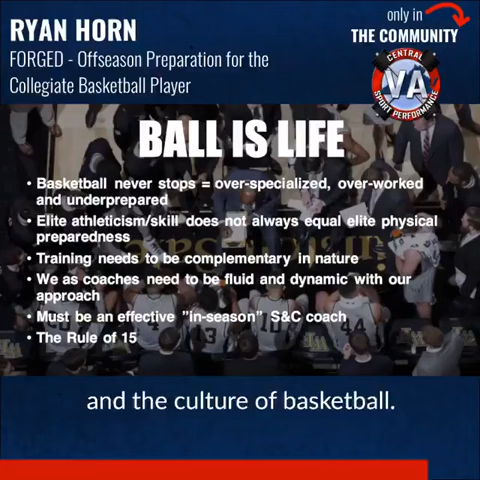 RYAN HORN
FORGED - Offseason Preparation for the
Collegiate Basketball Player
only in
THE COMMUNITY
CENTRAL
VA
SPORT PERFORMANCE
BALL IS LIFE
• Basketball never stops = over-specialized, over-worked
and underprepared
• Elite athleticism/skill does not always equal elite physical
preparedness
• Training needs to be complementary in nature
• We as coaches need to be fluid and dynamic with our
approach
• Must be an effective ”in-season” S&C coach
• The Rule of 15
and the culture of basketball.